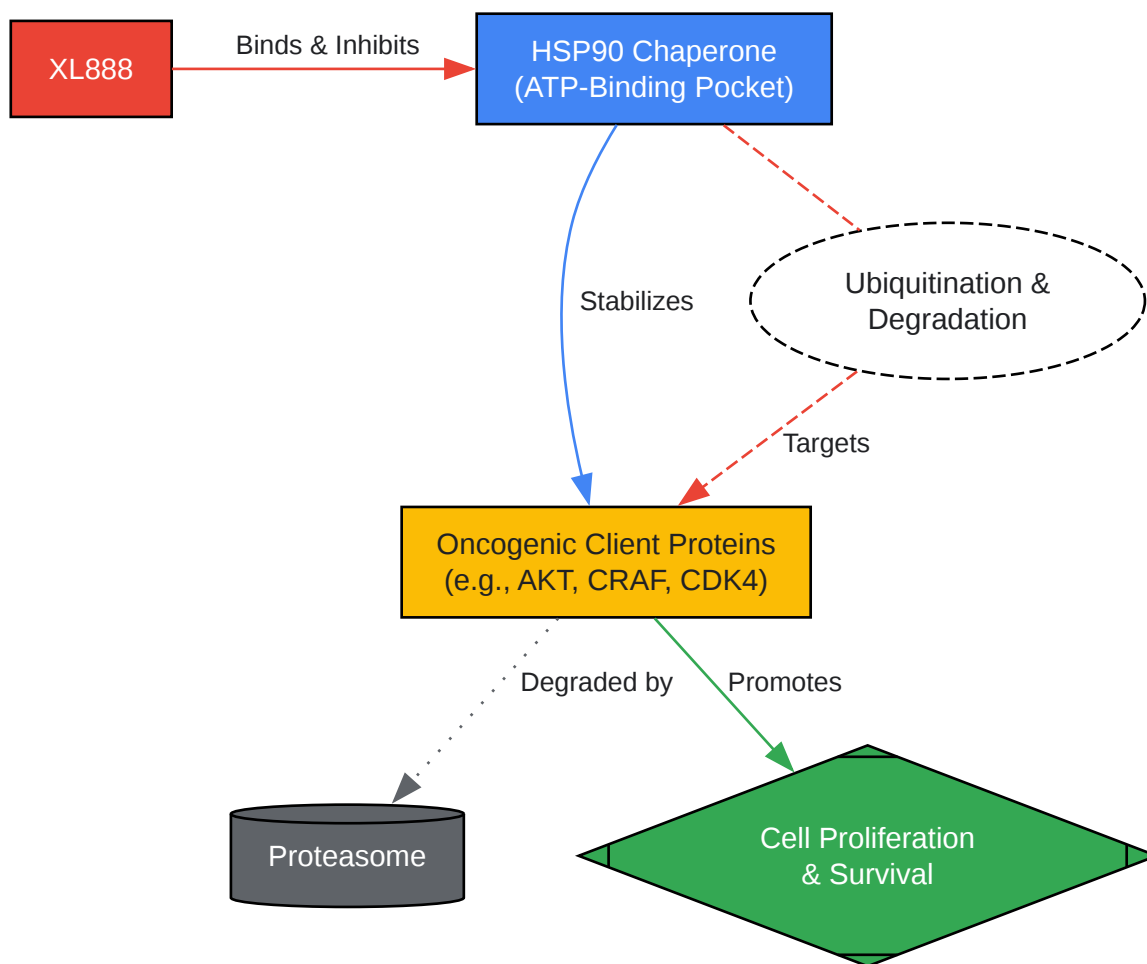 XL888
Binds & Inhibits
HSP90 Chaperone
(ATP-Binding Pocket)
Stabilizes
Ubiquitination &
Degradation
Targets
Oncogenic Client Proteins
(e.g., AKT, CRAF, CDK4)
Degraded by
Promotes
Proteasome
Cell Proliferation
& Survival